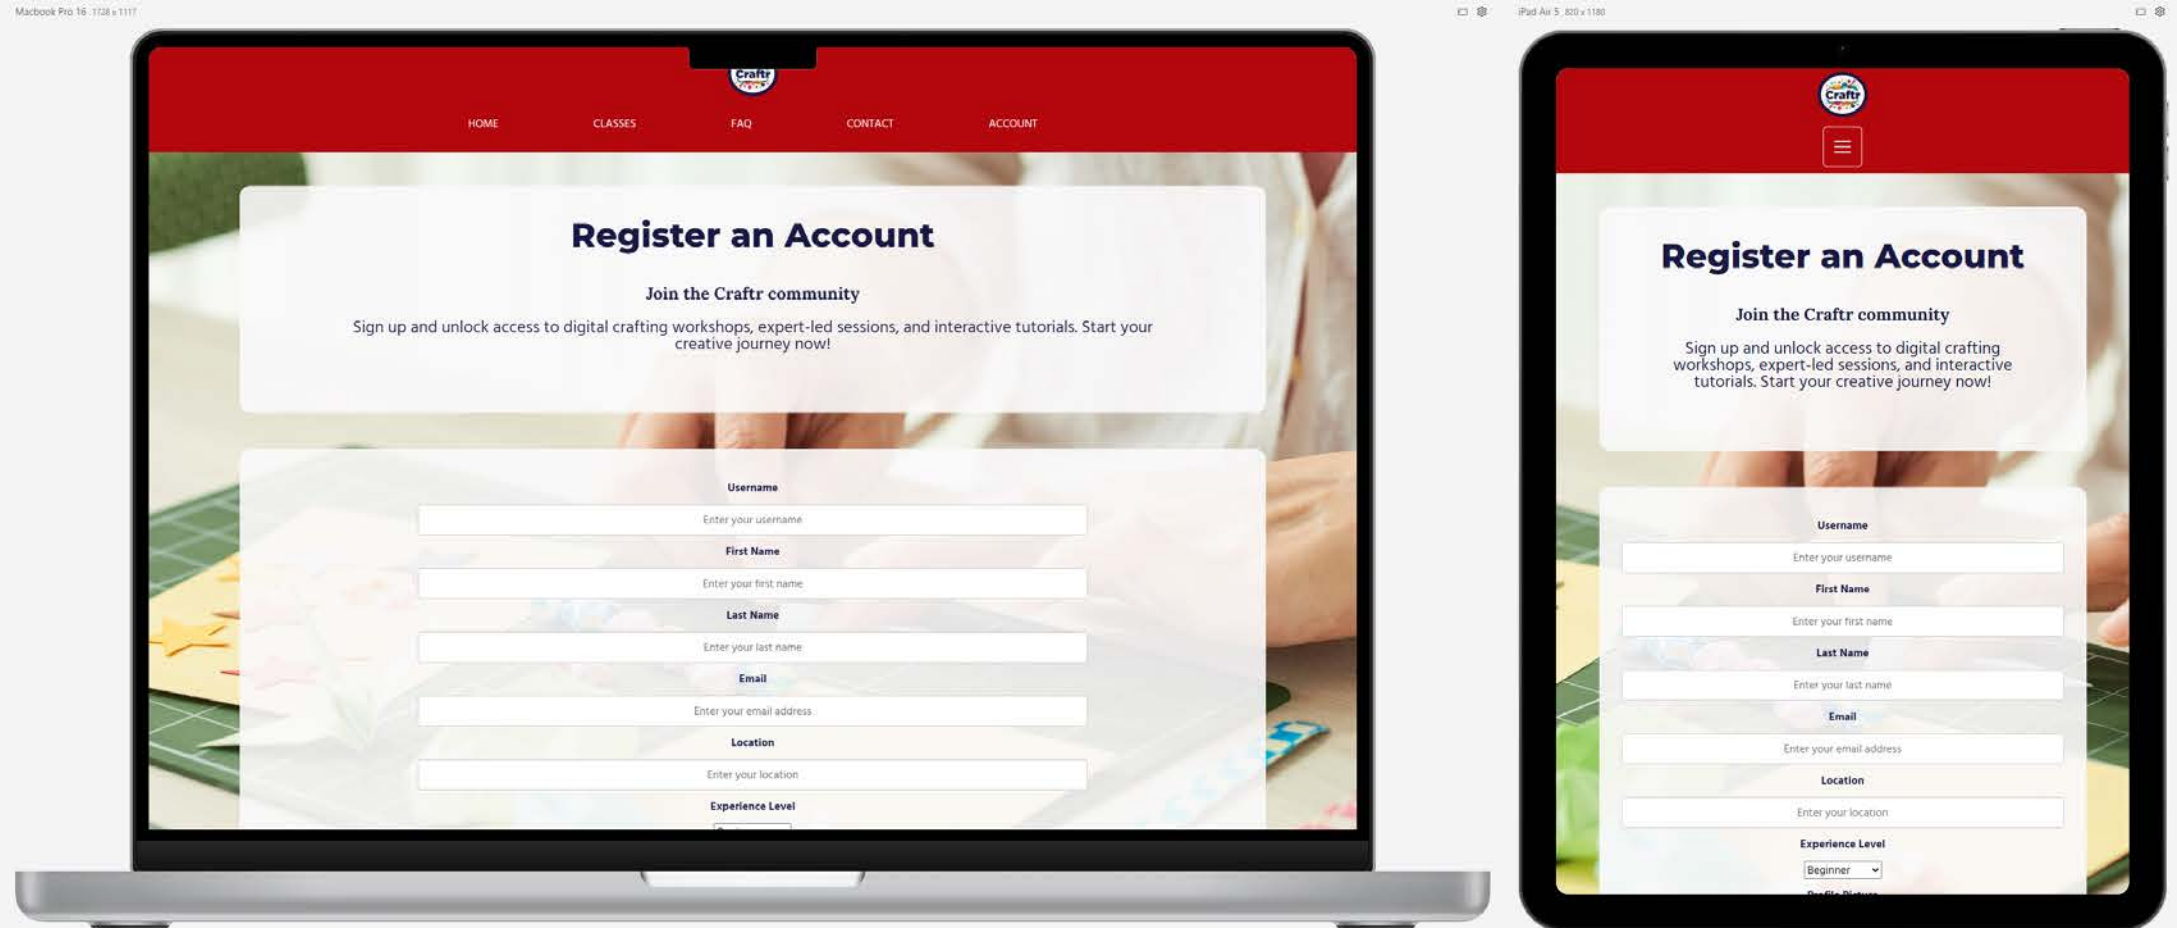 Macbook Pro 16 1728 x 1117
Craftr
HOME CLASSES FAQ CONTACT ACCOUNT
Register an Account
Join the Craftr community
Sign up and unlock access to digital crafting workshops, expert-led sessions, and interactive tutorials. Start your
creative journey now!
Username
Enter your username
First Name
Enter your first name
Last Name
Enter your last name
Email
Enter your email address
Location
Enter your location
Experience Level
iPad Air 5 820 x 1180
Craftr
Register an Account
Join the Craftr community
Sign up and unlock access to digital crafting
workshops, expert-led sessions, and interactive
tutorials. Start your creative journey now!
Username
Enter your username
First Name
Enter your first name
Last Name
Enter your last name
Email
Enter your email address
Location
Enter your location
Experience Level
Beginner
Profile Picture